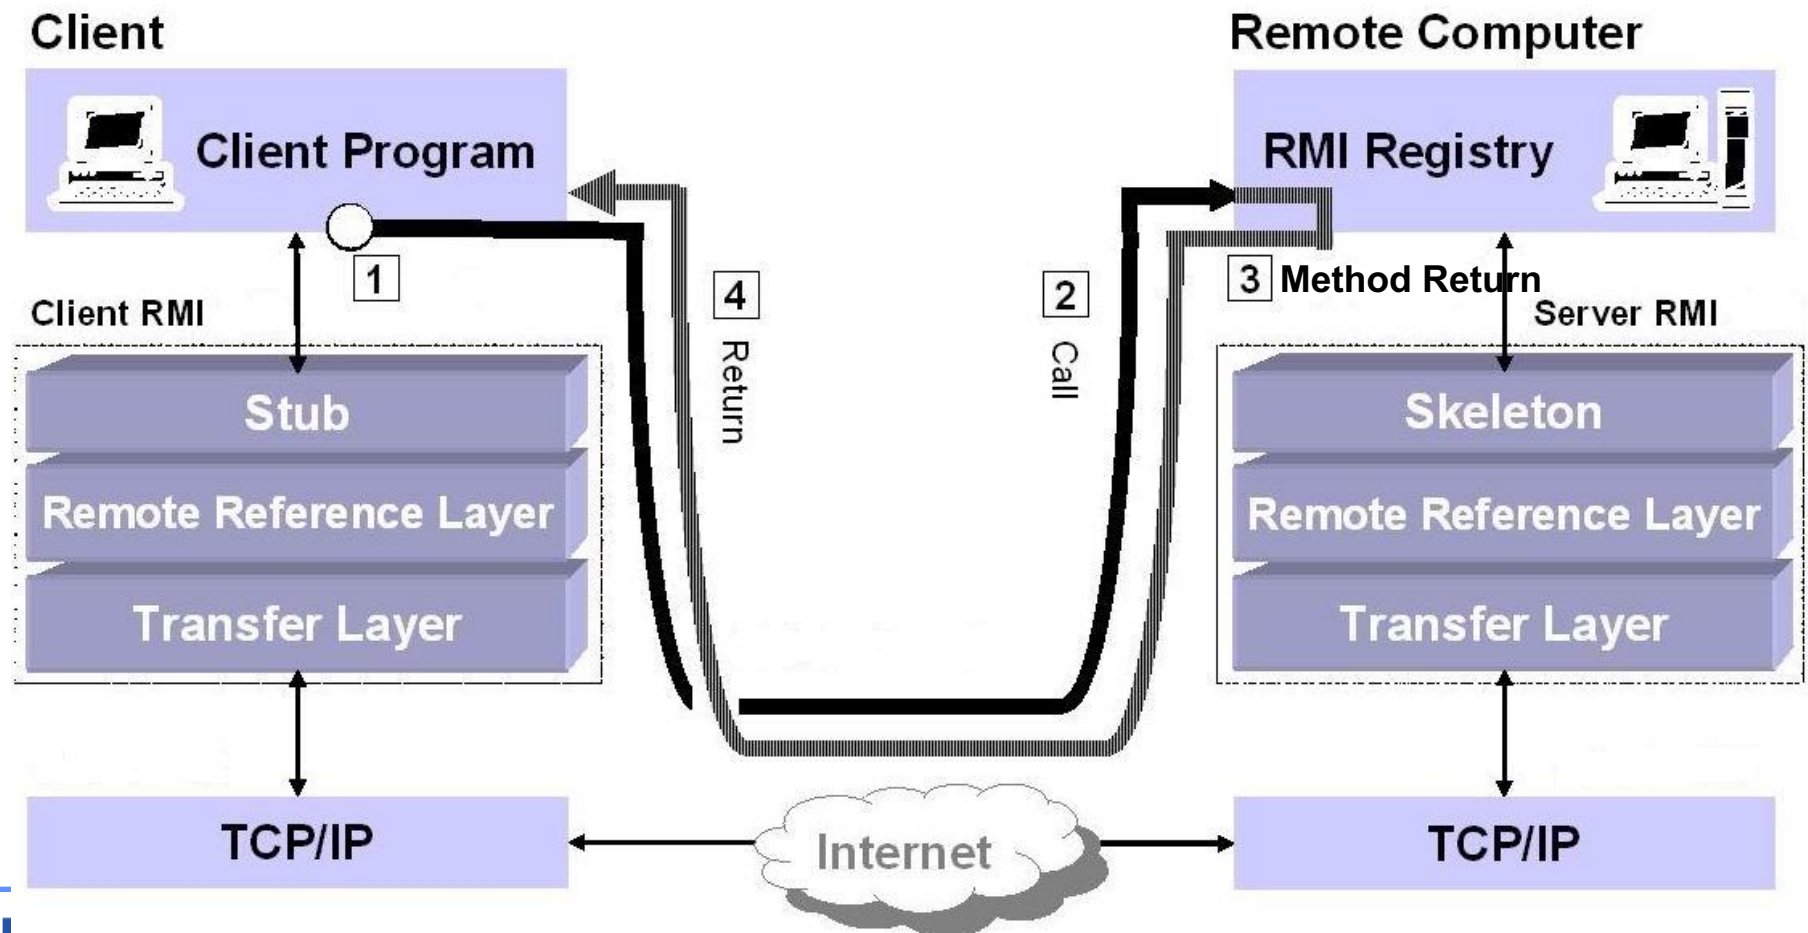 Client
Client Program
1
Client RMI
Stub
Remote Reference Layer
Transfer Layer
TCP/IP
4
Return
2
Call
Internet
Remote Computer
RMI Registry
3 Method Return
Server RMI
Skeleton
Remote Reference Layer
Transfer Layer
TCP/IP